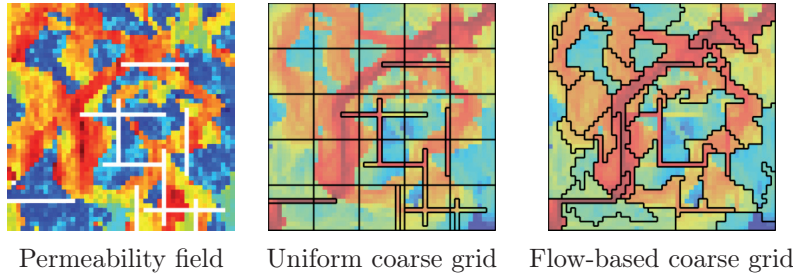 Permeability field
Uniform coarse grid
Flow-based coarse grid